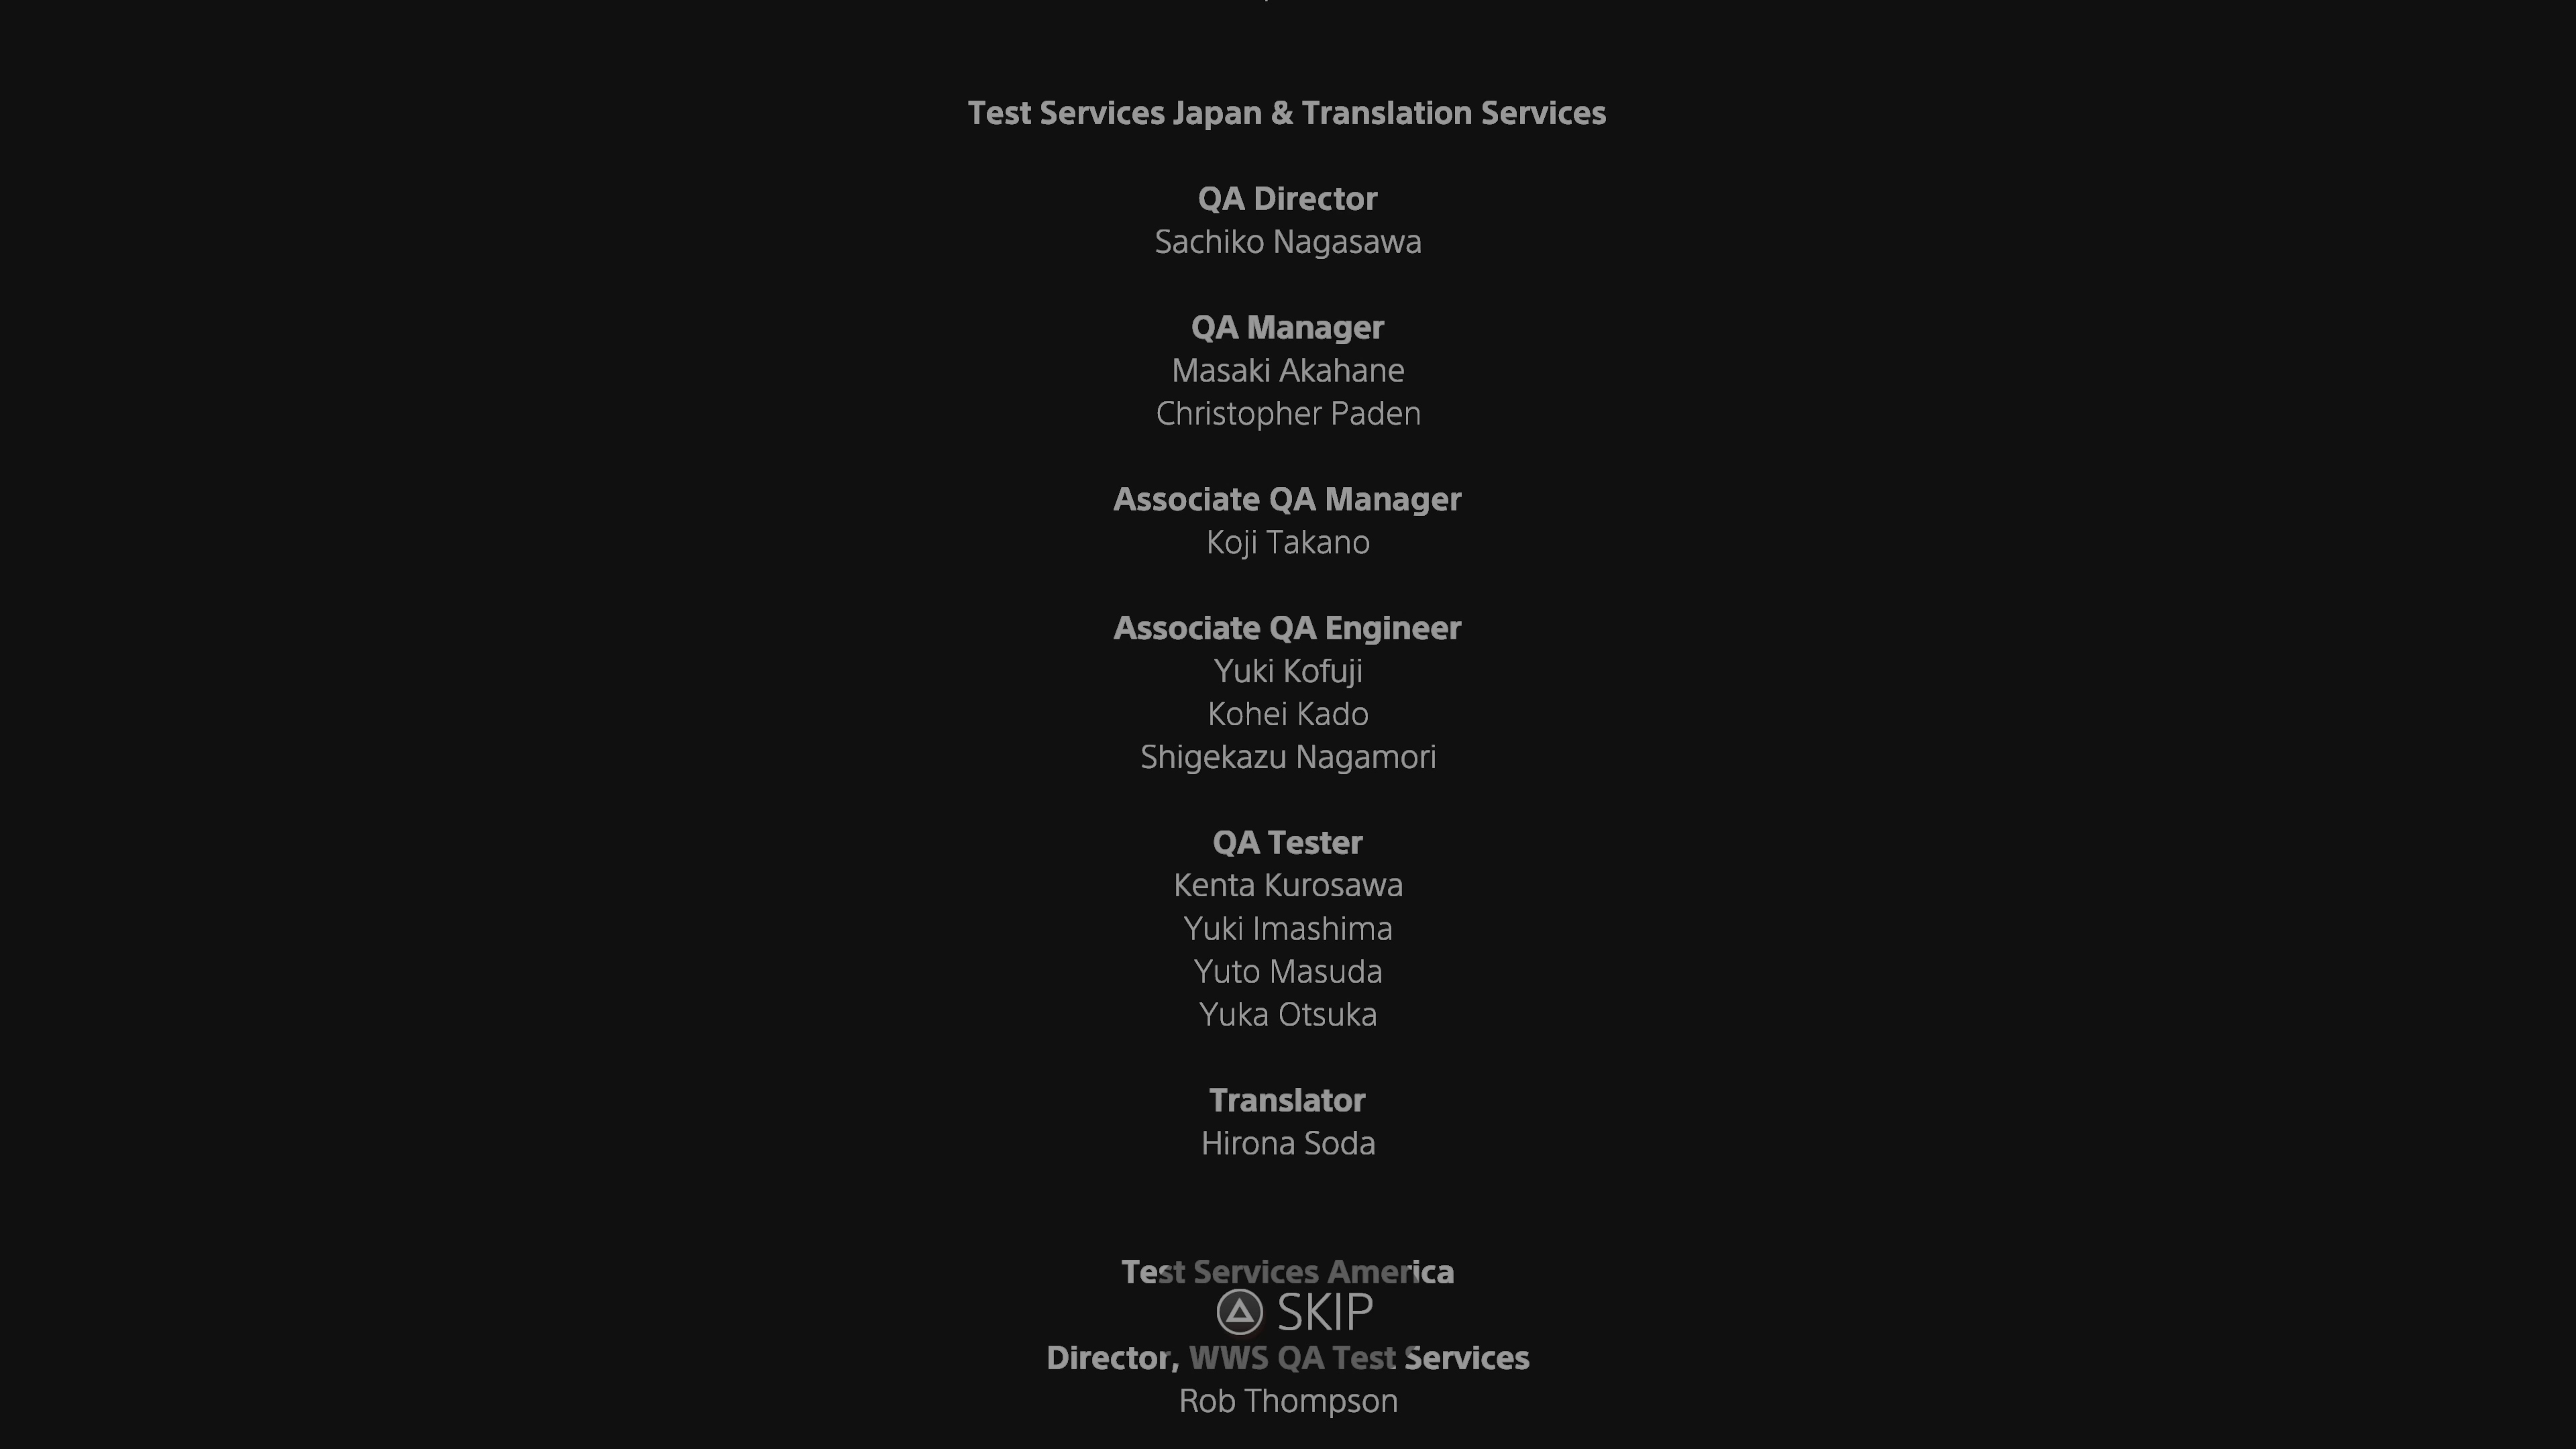 Test Services Japan & Translation Services
QA Director
Sachiko Nagasawa
QA Manager
Masaki Akahane
Christopher Paden
Associate QA Manager
Koji Takano
Associate QA Engineer
Yuki Kofuji
Kohei Kado
Shigekazu Nagamori
QA Tester
Kenta Kurosawa
Yuki Imashima
Yuto Masuda
Yuka Otsuka
Translator
Hirona Soda
Test Services America
SKIP
Director, WWS QA Test Services
Rob Thompson